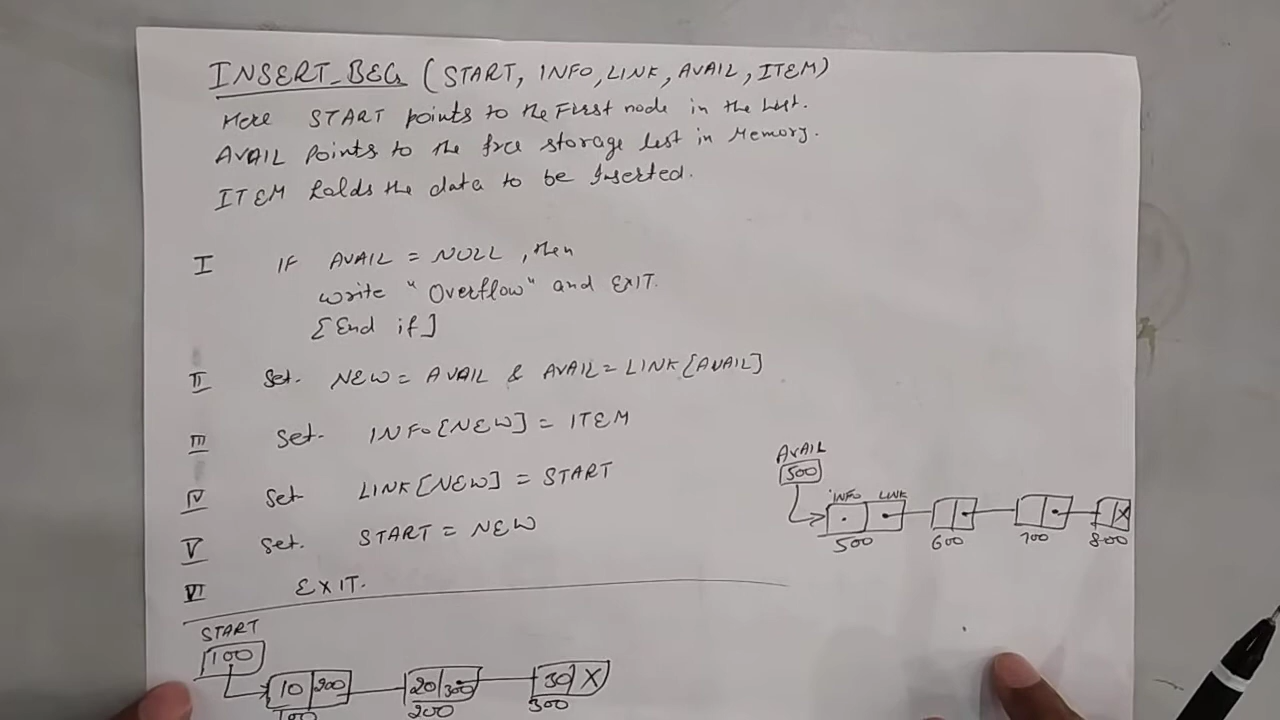 INSERT_BEG (START, INFO, LINK, AVAIL, ITEM)
Here START points to the First node in the List.
AVAIL Points to the free storage list in Memory.
ITEM holds the data to be Inserted.
I IF AVAIL = NULL, then
write "Overflow" and EXIT.
[End if]
II Set. NEW = AVAIL & AVAIL = LINK[AVAIL]
III Set. INFO[NEW] = ITEM
IV Set LINK[NEW] = START
V Set. START = NEW
VI EXIT.
AVAIL
500
INFO LINK
X
500 600 700 800
START
100
10 200 20 300 30 X
100 200 300